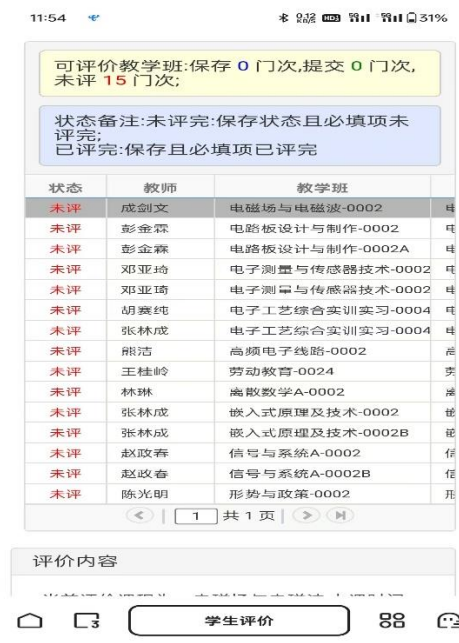 11:54
31%
可评价教学班:保存 0 门次,提交 0 门次,
未评 15 门次;
状态备注:未评完:保存状态且必填项未
评完;
已评完:保存且必填项已评完
状态 教师 教学班
未评 成剑文 电磁场与电磁波-0002
未评 彭金霖 电路板设计与制作-0002
未评 彭金霖 电路板设计与制作-0002A
未评 邓亚琦 电子测量与传感器技术-0002
未评 邓亚琦 电子测量与传感器技术-0002
未评 胡赛纯 电子工艺综合实训实习-0004
未评 张林成 电子工艺综合实训实习-0004
未评 熊洁 高频电子线路-0002
未评 王桂岭 劳动教育-0024
未评 林琳 离散数学A-0002
未评 张林成 嵌入式原理及技术-0002
未评 张林成 嵌入式原理及技术-0002B
未评 赵政春 信号与系统A-0002
未评 赵政春 信号与系统A-0002B
未评 陈光明 形势与政策-0002
1 共 1 页
评价内容
3
学生评价